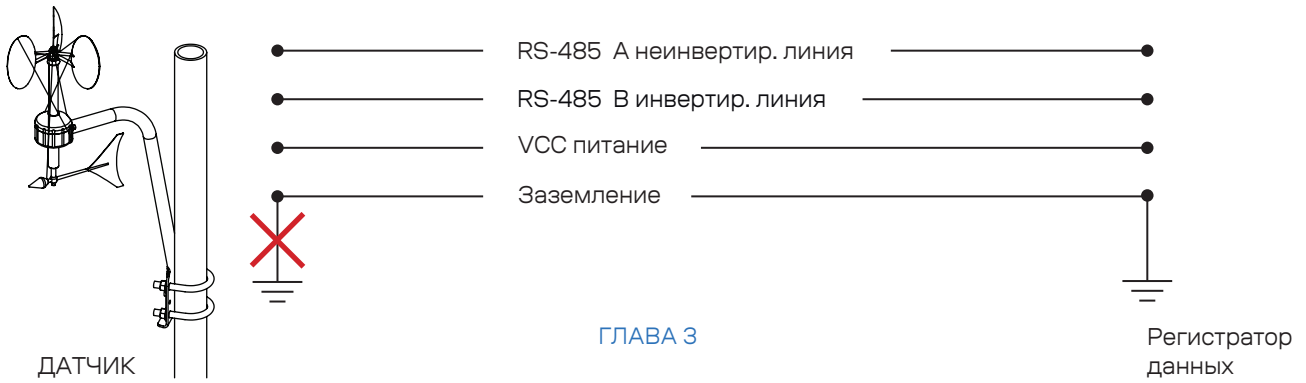 RS-485 А неинвертир. линия
RS-485 В инвертир. линия
VCC питание
Заземление
ГЛАВА 3
ДАТЧИК
Регистратор
данных